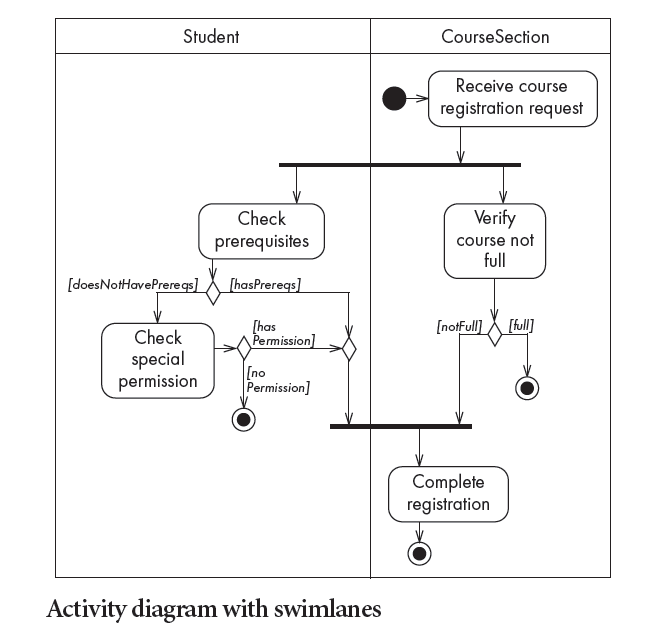 Student
CourseSection
Receive course
registration request
Check
prerequisites
Verify
course not
full
[doesNotHavePrereqs]
[hasPrereqs]
Check
special
permission
[has
Permission]
[no
Permission]
[notFull]
[full]
Complete
registration
Activity diagram with swimlanes